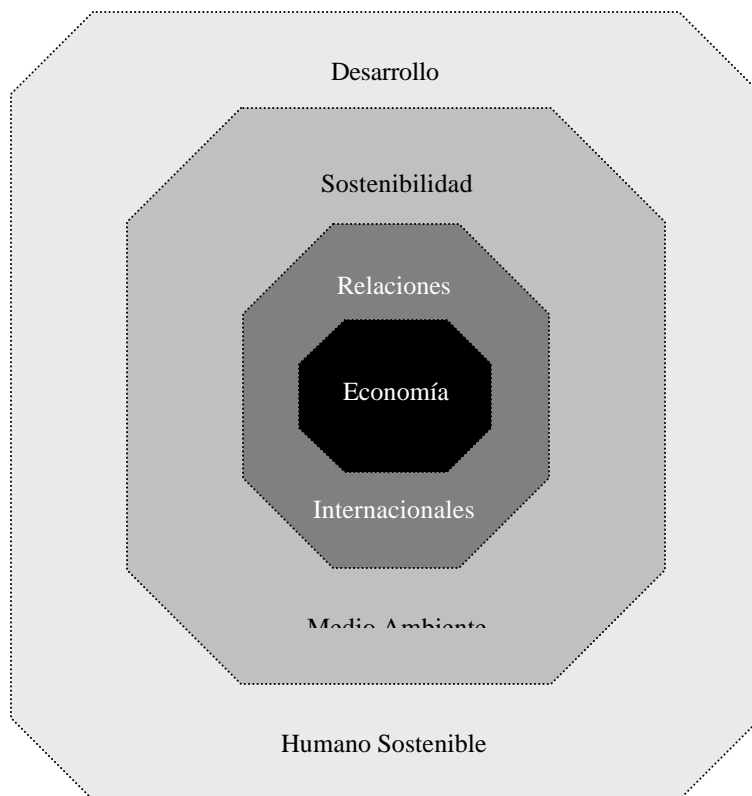 Desarrollo
Sostenibilidad
Relaciones
Economía
Internacionales
Medio Ambiente
Humano Sostenible